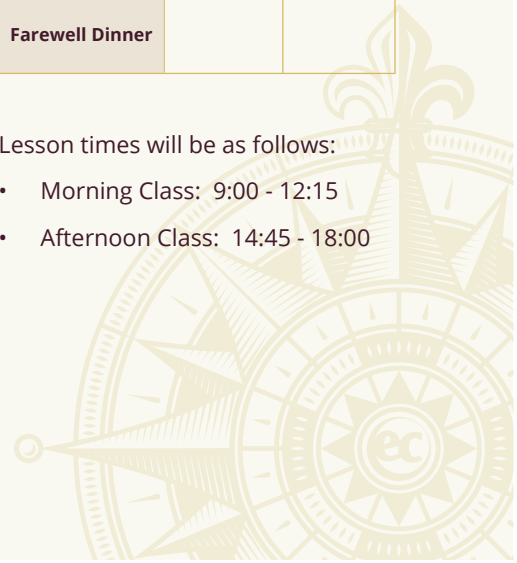 Farewell Dinner
Lesson times will be as follows:
• Morning Class: 9:00 - 12:15
• Afternoon Class: 14:45 - 18:00
ec